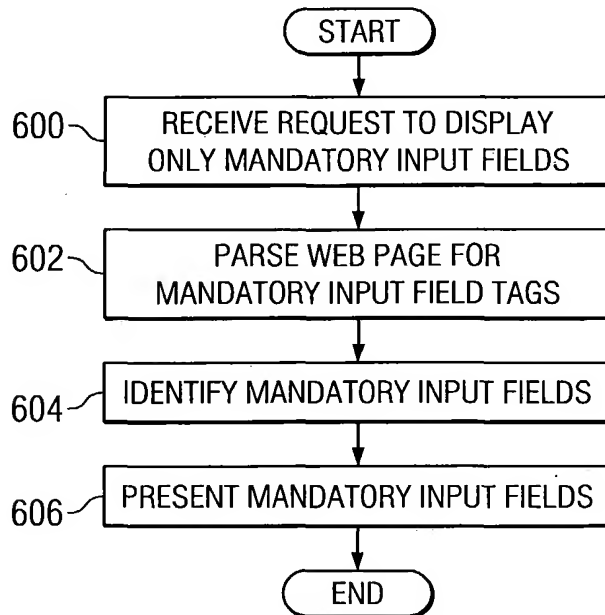 START
600
RECEIVE REQUEST TO DISPLAY
ONLY MANDATORY INPUT FIELDS
602
PARSE WEB PAGE FOR
MANDATORY INPUT FIELD TAGS
604
IDENTIFY MANDATORY INPUT FIELDS
606
PRESENT MANDATORY INPUT FIELDS
END